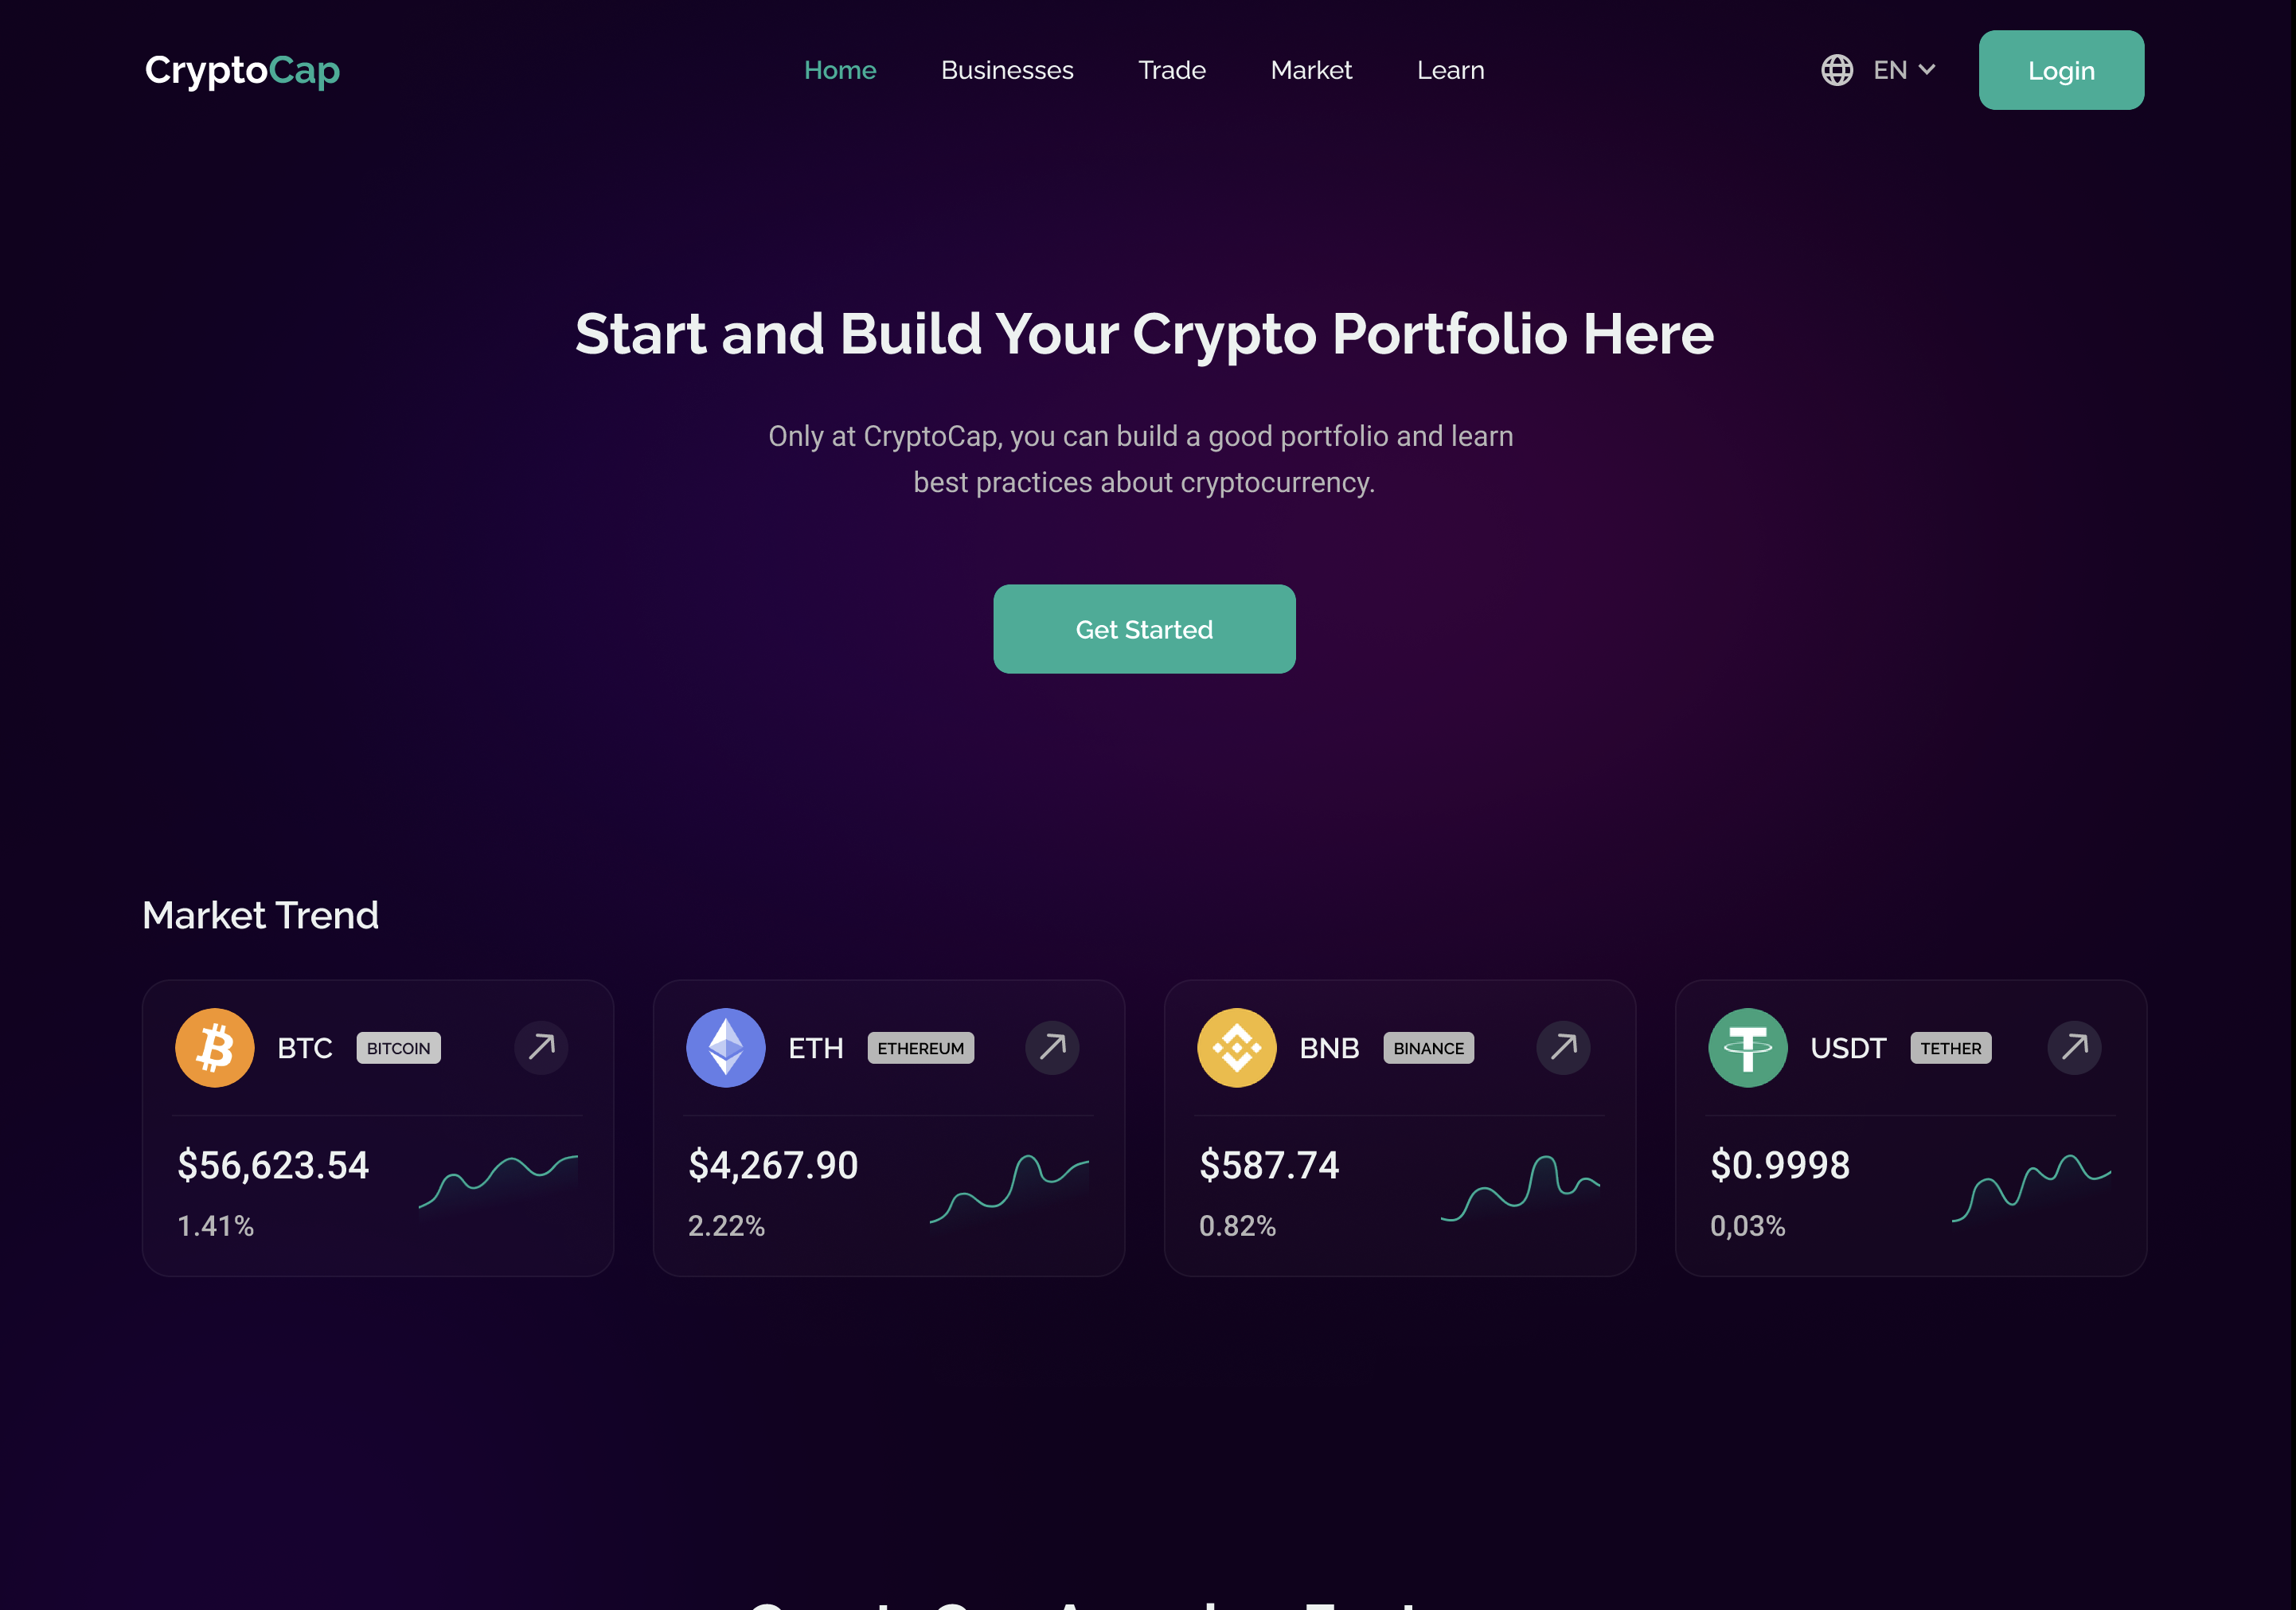 CryptoCap
Home Businesses Trade Market Learn
EN
Login
Start and Build Your Crypto Portfolio Here
Only at CryptoCap, you can build a good portfolio and learn
best practices about cryptocurrency.
Get Started
Market Trend
BTC BITCOIN
$56,623.54
1.41%
ETH ETHEREUM
$4,267.90
2.22%
BNB BINANCE
$587.74
0.82%
USDT TETHER
$0.9998
0,03%